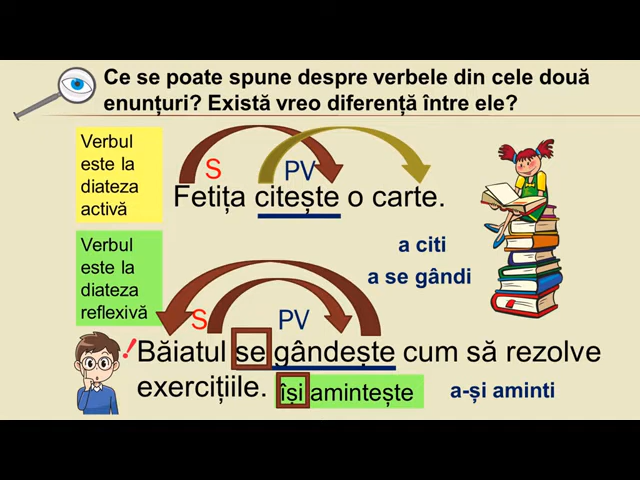 Ce se poate spune despre verbele din cele două
enunțuri? Există vreo diferență între ele?
Verbul
este la
diateza
activă
S
PV
Fetița citește o carte.
Verbul
este la
diateza
reflexivă
a citi
a se gândi
S
PV
! Băiatul se gândește cum să rezolve
exercițiile.
își amintește
a-și aminti